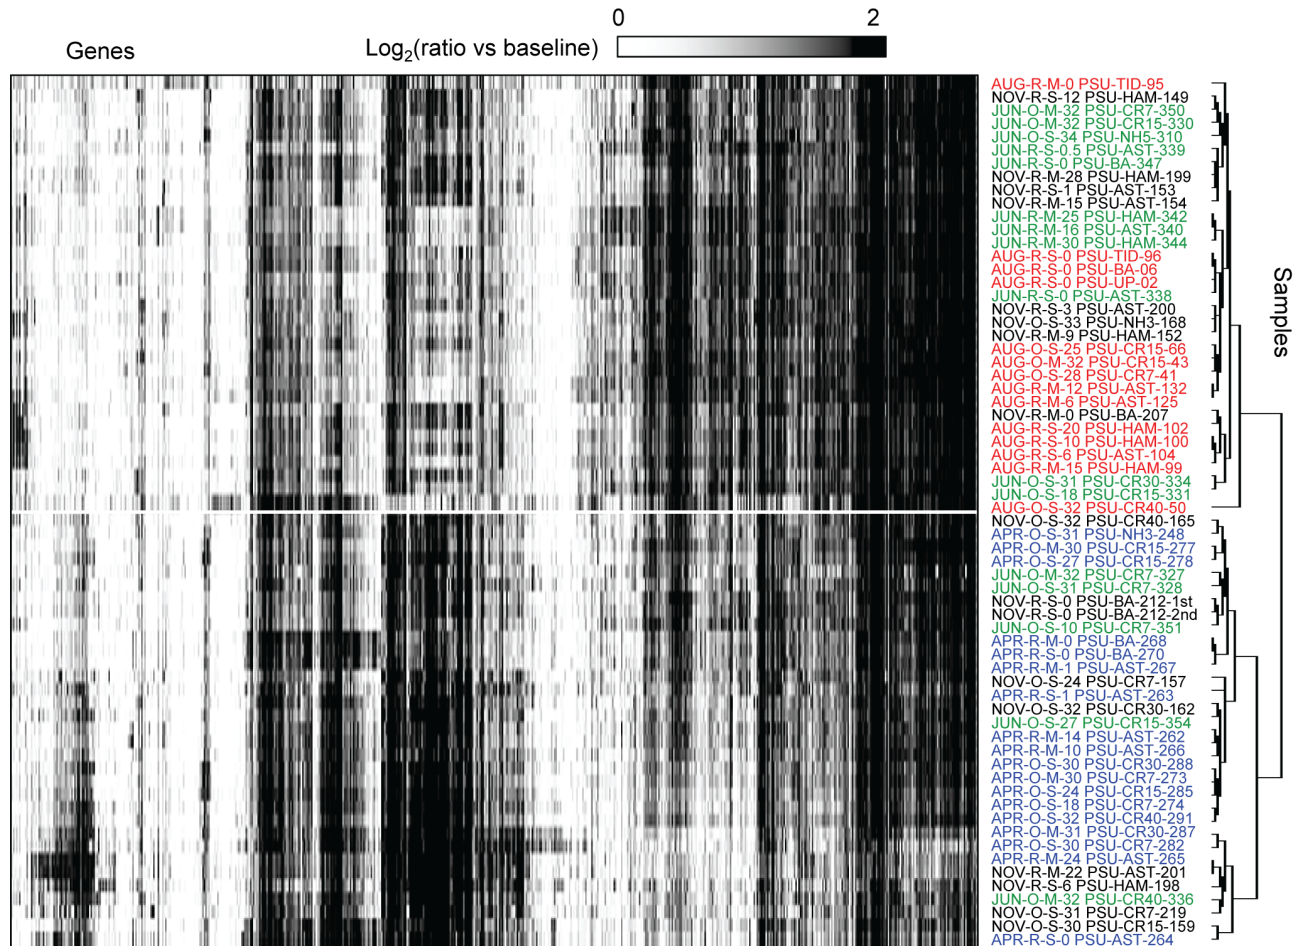 0 2
Genes Log2(ratio vs baseline)
AUG-R-M-0 PSU-TID-95
NOV-R-S-12 PSU-HAM-149
JUN-O-M-32 PSU-CR7-350
JUN-O-M-32 PSU-CR15-330
JUN-O-S-34 PSU-NH5-310
JUN-R-S-0.5 PSU-AST-339
JUN-R-S-0 PSU-BA-347
NOV-R-M-28 PSU-HAM-199
NOV-R-S-1 PSU-AST-153
NOV-R-M-15 PSU-AST-154
JUN-R-M-25 PSU-HAM-342
JUN-R-M-16 PSU-AST-340
JUN-R-M-30 PSU-HAM-344
AUG-R-S-0 PSU-TID-96
AUG-R-S-0 PSU-BA-06
AUG-R-S-0 PSU-UP-02
JUN-R-S-0 PSU-AST-338
NOV-R-S-3 PSU-AST-200
NOV-O-S-33 PSU-NH3-168
NOV-R-M-9 PSU-HAM-152
AUG-O-S-25 PSU-CR15-66
AUG-O-M-32 PSU-CR15-43
AUG-O-S-28 PSU-CR7-41
AUG-R-M-12 PSU-AST-132
AUG-R-M-6 PSU-AST-125
NOV-R-M-0 PSU-BA-207
AUG-R-S-20 PSU-HAM-102
AUG-R-S-10 PSU-HAM-100
AUG-R-S-6 PSU-AST-104
AUG-R-M-15 PSU-HAM-99
JUN-O-S-31 PSU-CR30-334
JUN-O-S-18 PSU-CR15-331
AUG-O-S-32 PSU-CR40-50
NOV-O-S-32 PSU-CR40-165
APR-O-S-31 PSU-NH3-248
APR-O-M-30 PSU-CR15-277
APR-O-S-27 PSU-CR15-278
JUN-O-M-32 PSU-CR7-327
JUN-O-S-31 PSU-CR7-328
NOV-R-S-0 PSU-BA-212-1st
NOV-R-S-0 PSU-BA-212-2nd
JUN-O-S-10 PSU-CR7-351
APR-R-M-0 PSU-BA-268
APR-R-S-0 PSU-BA-270
APR-R-M-1 PSU-AST-267
NOV-O-S-24 PSU-CR7-157
APR-R-S-1 PSU-AST-263
NOV-O-S-32 PSU-CR30-162
JUN-O-S-27 PSU-CR15-354
APR-R-M-14 PSU-AST-262
APR-R-M-10 PSU-AST-266
APR-O-S-30 PSU-CR30-288
APR-O-M-30 PSU-CR7-273
APR-O-S-24 PSU-CR15-285
APR-O-S-18 PSU-CR7-274
APR-O-S-32 PSU-CR40-291
APR-O-M-31 PSU-CR30-287
APR-O-S-30 PSU-CR7-282
APR-R-M-24 PSU-AST-265
NOV-R-M-22 PSU-AST-201
NOV-R-S-6 PSU-HAM-198
JUN-O-M-32 PSU-CR40-336
NOV-O-S-31 PSU-CR7-219
NOV-O-S-30 PSU-CR15-159
APR-R-S-0 PSU-AST-264
Samples